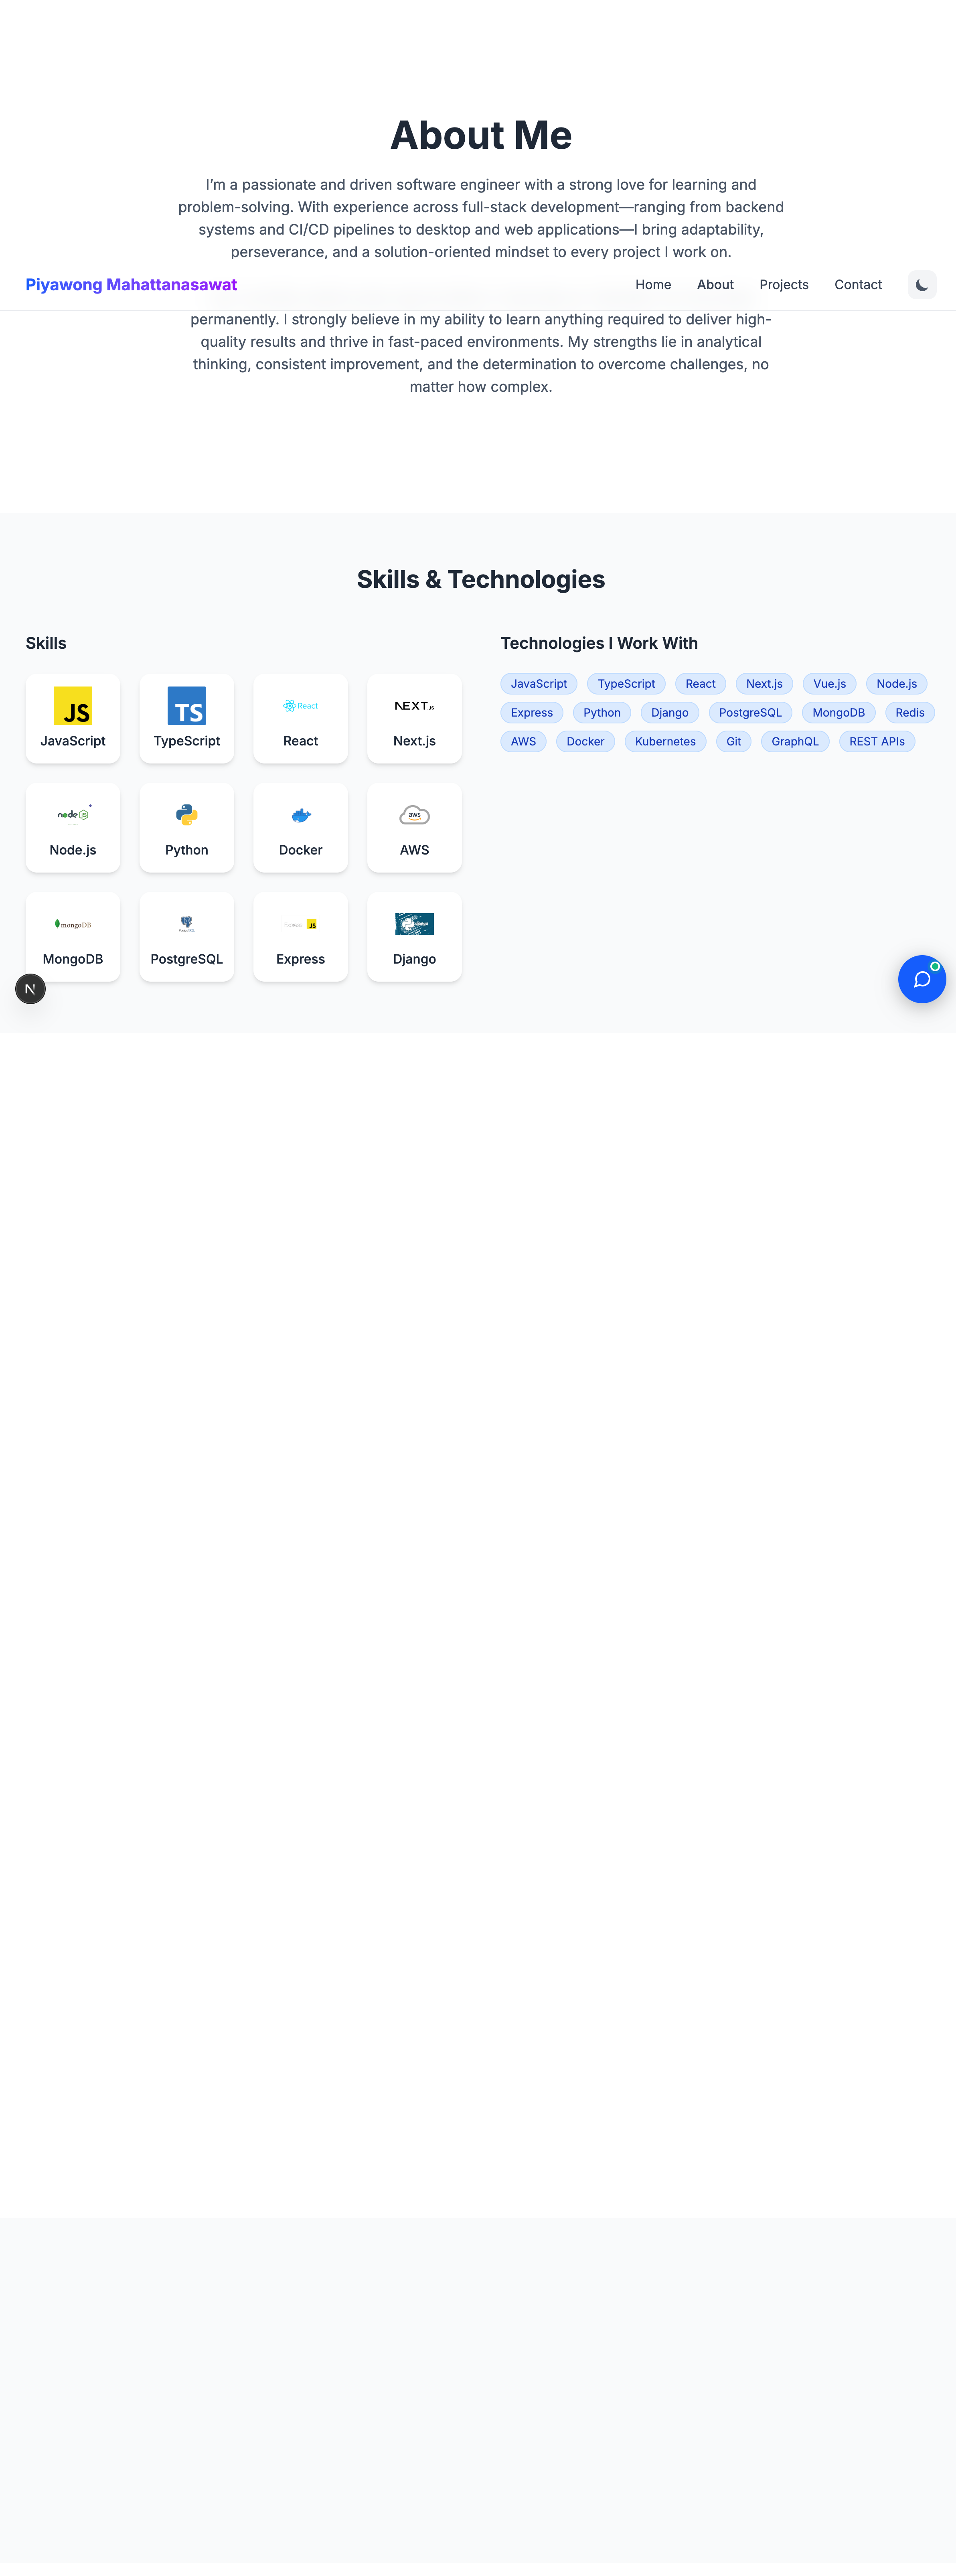 About Me
I’m a passionate and driven software engineer with a strong love for learning and
problem-solving. With experience across full-stack development—ranging from backend
systems and CI/CD pipelines to desktop and web applications—I bring adaptability,
perseverance, and a solution-oriented mindset to every project I work on.
Piyawong Mahattanasawat
Home
About
Projects
Contact
permanently. I strongly believe in my ability to learn anything required to deliver high-
quality results and thrive in fast-paced environments. My strengths lie in analytical
thinking, consistent improvement, and the determination to overcome challenges, no
matter how complex.
Skills & Technologies
Skills
JS
JavaScript
TS
TypeScript
React
React
NEXT.JS
Next.js
node JS
Node.js
Python
Docker
aws
AWS
mongoDB
MongoDB
PostgreSQL
Express JS
Express
django
Django
Technologies I Work With
JavaScript TypeScript React Next.js Vue.js Node.js
Express Python Django PostgreSQL MongoDB Redis
AWS Docker Kubernetes Git GraphQL REST APIs
N